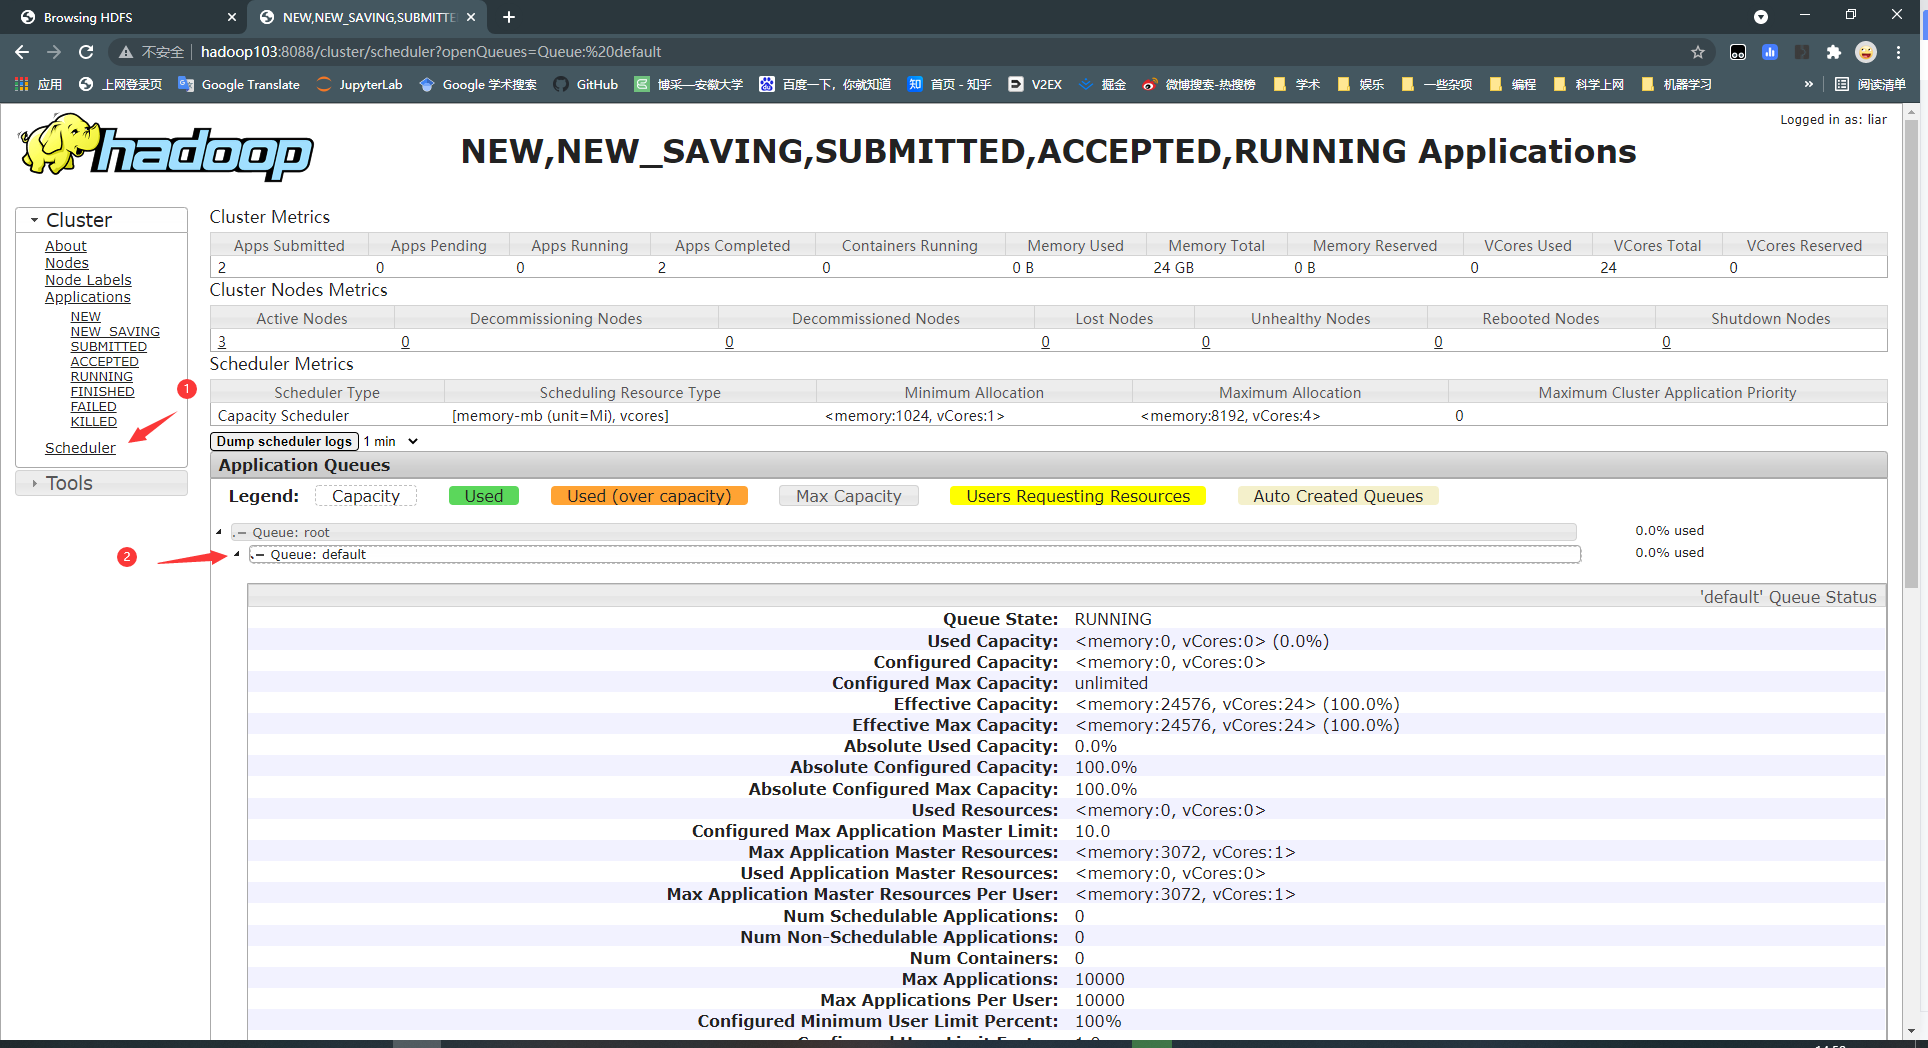 Browsing HDFS
NEW,NEW_SAVING,SUBMITTE
不安全 hadoop103:8088/cluster/scheduler?openQueues=Queue:%20default
应用 上网登录页 Google Translate JupyterLab Google 学术搜索 GitHub 博采—安徽大学 百度一下，你就知道 首页 - 知乎 V2EX 掘金 微博搜索-热搜榜 学术 娱乐 一些杂项 编程 科学上网 机器学习 » 阅读清单
hadoop
NEW,NEW_SAVING,SUBMITTED,ACCEPTED,RUNNING Applications
Logged in as: liar
Cluster
About
Nodes
Node Labels
Applications
NEW
NEW_SAVING
SUBMITTED
ACCEPTED
RUNNING
FINISHED
FAILED
KILLED
Scheduler
Tools
1
2
Cluster Metrics
Apps Submitted Apps Pending Apps Running Apps Completed Containers Running Memory Used Memory Total Memory Reserved VCores Used VCores Total VCores Reserved
2 0 0 2 0 0 B 24 GB 0 B 0 24 0
Cluster Nodes Metrics
Active Nodes Decommissioning Nodes Decommissioned Nodes Lost Nodes Unhealthy Nodes Rebooted Nodes Shutdown Nodes
3 0 0 0 0 0 0
Scheduler Metrics
Scheduler Type Scheduling Resource Type Minimum Allocation Maximum Allocation Maximum Cluster Application Priority
Capacity Scheduler [memory-mb (unit=Mi), vcores] <memory:1024, vCores:1> <memory:8192, vCores:4> 0
Dump scheduler logs 1 min
Application Queues
Legend: Capacity Used Used (over capacity) Max Capacity Users Requesting Resources Auto Created Queues
Queue: root 0.0% used
Queue: default 0.0% used
'default' Queue Status
Queue State: RUNNING
Used Capacity: <memory:0, vCores:0> (0.0%)
Configured Capacity: <memory:0, vCores:0>
Configured Max Capacity: unlimited
Effective Capacity: <memory:24576, vCores:24> (100.0%)
Effective Max Capacity: <memory:24576, vCores:24> (100.0%)
Absolute Used Capacity: 0.0%
Absolute Configured Capacity: 100.0%
Absolute Configured Max Capacity: 100.0%
Used Resources: <memory:0, vCores:0>
Configured Max Application Master Limit: 10.0
Max Application Master Resources: <memory:3072, vCores:1>
Used Application Master Resources: <memory:0, vCores:0>
Max Application Master Resources Per User: <memory:3072, vCores:1>
Num Schedulable Applications: 0
Num Non-Schedulable Applications: 0
Num Containers: 0
Max Applications: 10000
Max Applications Per User: 10000
Configured Minimum User Limit Percent: 100%